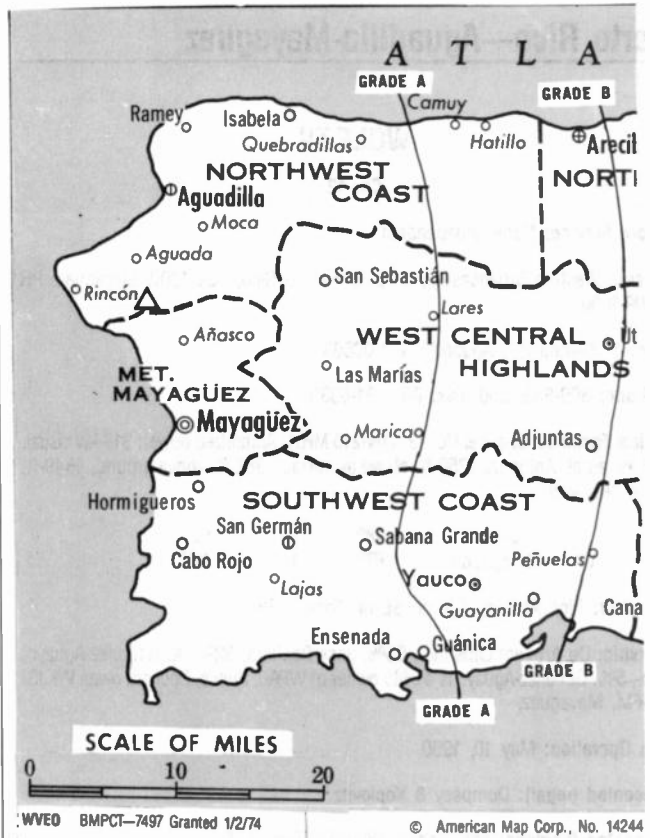 A T L A
GRADE A
GRADE B
Camuy
Ramey
Isabela
Quebradillas
Hatillo
NORTHWEST
COAST
Aguadilla
Moca
Aguada
Rincón
San Sebastián
Lares
Añasco
WEST CENTRAL
HIGHLANDS
Las Marías
MET.
MAYAGÜEZ
Mayagüez
Maricao
Adjuntas
Hormigueros
SOUTHWEST COAST
San Germán
Sabana Grande
Cabo Rojo
Peñuelas
Lajas
Yauco
Guayanilla
Ensenada
Guánica
GRADE B
GRADE A
SCALE OF MILES
0 10 20
WVEO BMPCT—7497 Granted 1/2/74
© American Map Corp., No. 14244